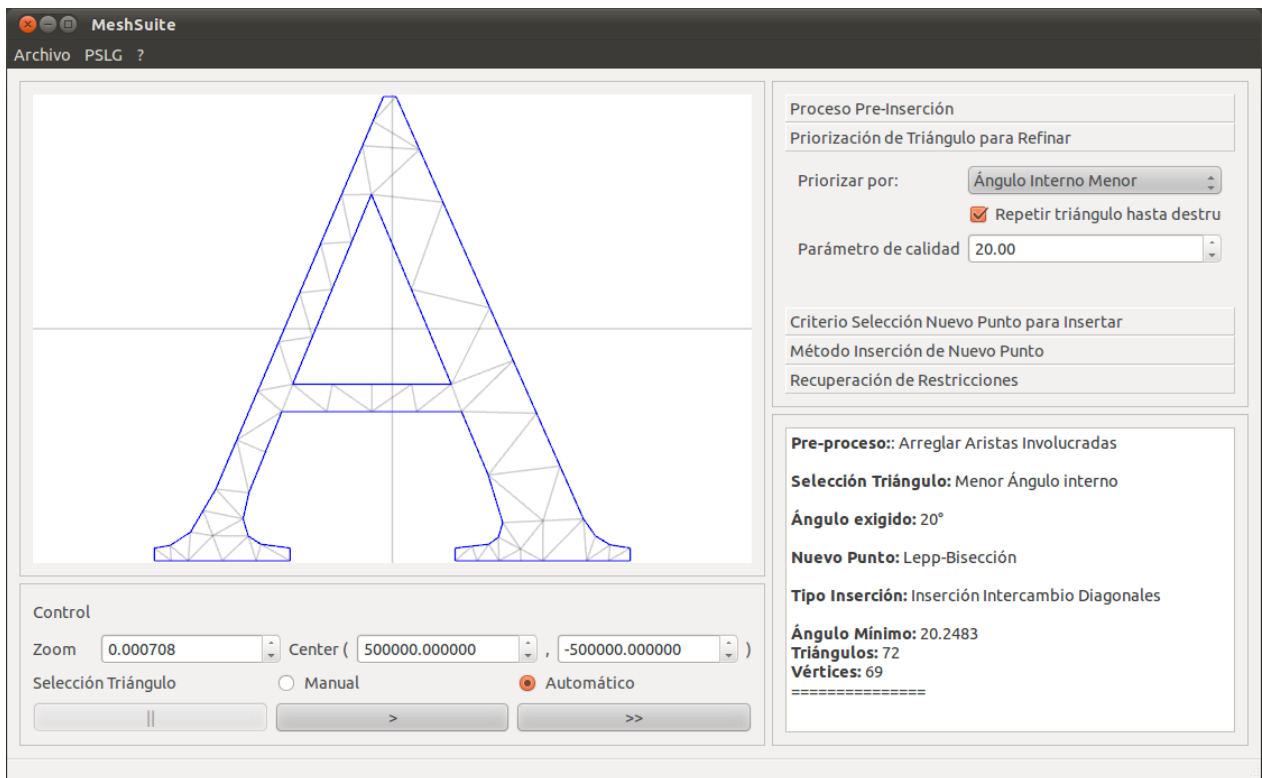 MeshSuite
Archivo PSLG ?
Proceso Pre-Inserción
Priorización de Triángulo para Refinar
Priorizar por: Ángulo Interno Menor
Repetir triángulo hasta destru
Parámetro de calidad 20.00
Criterio Selección Nuevo Punto para Insertar
Método Inserción de Nuevo Punto
Recuperación de Restricciones
Pre-proceso:: Arreglar Aristas Involucradas
Selección Triángulo: Menor Ángulo interno
Ángulo exigido: 20°
Nuevo Punto: Lepp-Bisección
Tipo Inserción: Inserción Intercambio Diagonales
Ángulo Mínimo: 20.2483
Triángulos: 72
Vértices: 69
===============
Control
Zoom 0.000708 Center ( 500000.000000 , -500000.000000 )
Selección Triángulo Manual Automático
|| > >>